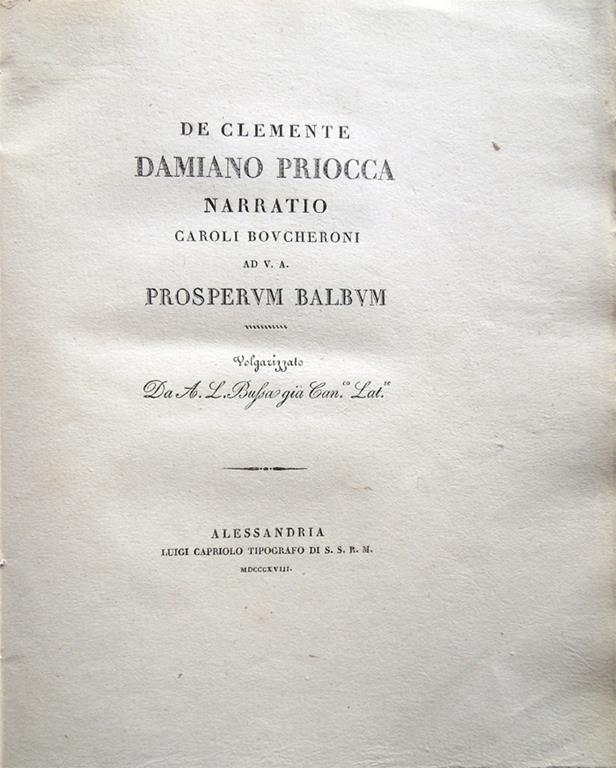 DE CLEMENTE
DAMIANO PRIOCCA
NARRATIO
CAROLI BOVCHERONI
AD V. A.
PROSPERVM BALBVM
Volgarizzato
Da A. L. Bussa già Can.co Lat.se
ALESSANDRIA
LUIGI CAPRIOLO TIPOGRAFO DI S. S. R. M.
MDCCCXVIII.